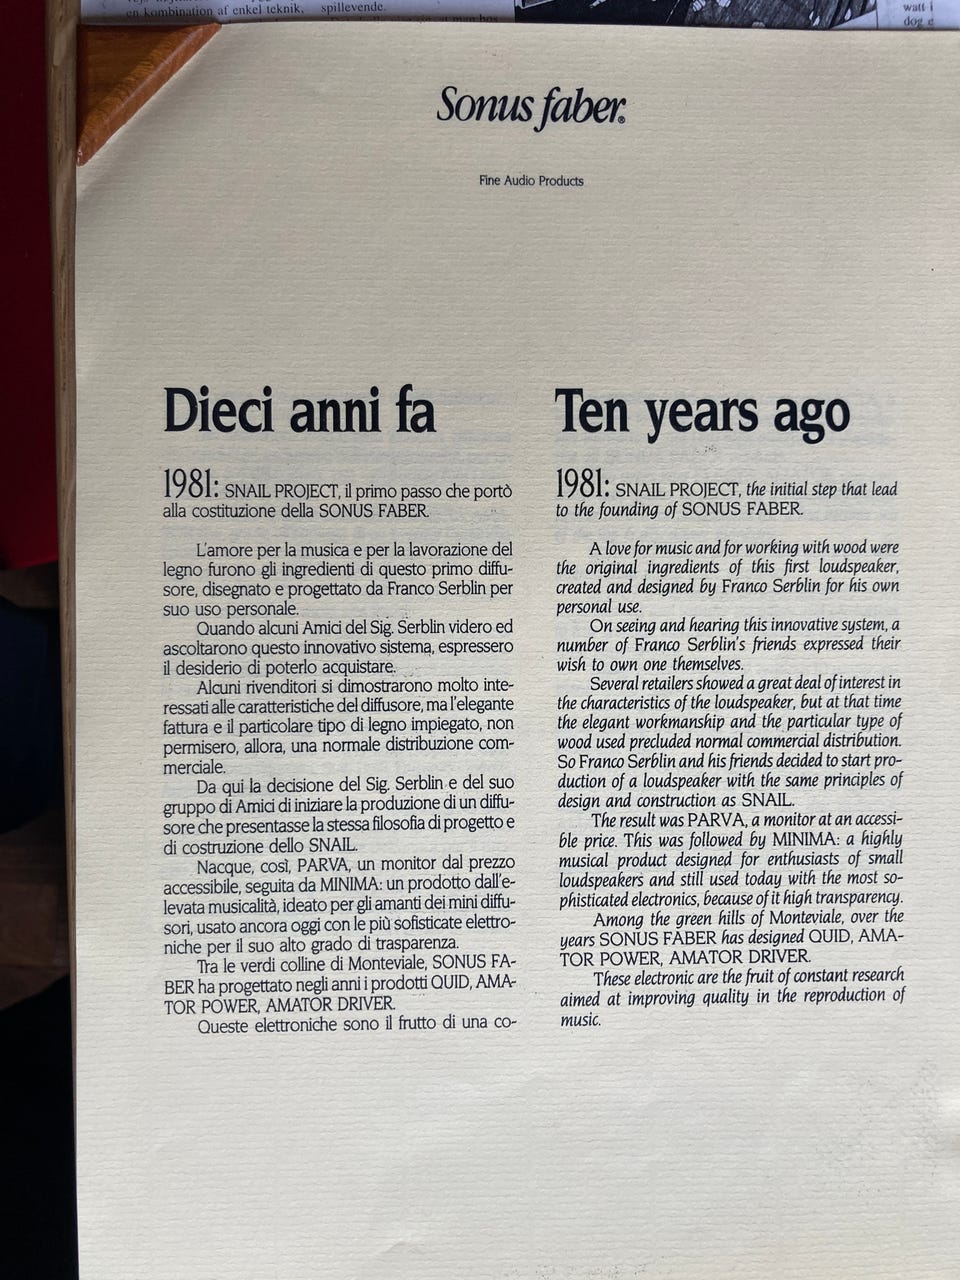 en kombination af enkel teknik,
spillevende.
watt i
dog e
Sonus faber®
Fine Audio Products
Dieci anni fa
1981: SNAIL PROJECT, il primo passo che portò
alla costituzione della SONUS FABER.
L'amore per la musica e per la lavorazione del
legno furono gli ingredienti di questo primo diffu-
sore, disegnato e progettato da Franco Serblin per
suo uso personale.
Quando alcuni Amici del Sig. Serblin videro ed
ascoltarono questo innovativo sistema, espressero
il desiderio di poterlo acquistare.
Alcuni rivenditori si dimostrarono molto inte-
ressati alle caratteristiche del diffusore, ma l'elegante
fattura e il particolare tipo di legno impiegato, non
permisero, allora, una normale distribuzione com-
merciale.
Da qui la decisione del Sig. Serblin e del suo
gruppo di Amici di iniziare la produzione di un diffu-
sore che presentasse la stessa filosofia di progetto e
di costruzione dello SNAIL.
Nacque, così, PARVA, un monitor dal prezzo
accessibile, seguita da MINIMA: un prodotto dall'e-
levata musicalità, ideato per gli amanti dei mini diffu-
sori, usato ancora oggi con le più sofisticate elettro-
niche per il suo alto grado di trasparenza.
Tra le verdi colline di Monteviale, SONUS FA-
BER ha progettato negli anni i prodotti QUID, AMA-
TOR POWER, AMATOR DRIVER.
Queste elettroniche sono il frutto di una co-
Ten years ago
1981: SNAIL PROJECT, the initial step that lead
to the founding of SONUS FABER.
A love for music and for working with wood were
the original ingredients of this first loudspeaker,
created and designed by Franco Serblin for his own
personal use.
On seeing and hearing this innovative system, a
number of Franco Serblin's friends expressed their
wish to own one themselves.
Several retailers showed a great deal of interest in
the characteristics of the loudspeaker, but at that time
the elegant workmanship and the particular type of
wood used precluded normal commercial distribution.
So Franco Serblin and his friends decided to start pro-
duction of a loudspeaker with the same principles of
design and construction as SNAIL.
The result was PARVA, a monitor at an accessi-
ble price. This was followed by MINIMA: a highly
musical product designed for enthusiasts of small
loudspeakers and still used today with the most so-
phisticated electronics, because of it high transparency.
Among the green hills of Monteviale, over the
years SONUS FABER has designed QUID, AMA-
TOR POWER, AMATOR DRIVER.
These electronic are the fruit of constant research
aimed at improving quality in the reproduction of
music.